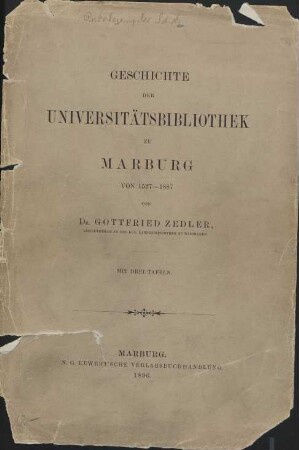 GESCHICHTE
DER
UNIVERSITÄTSBIBLIOTHEK
ZU
MARBURG
VON 1527—1887
VON
DR. GOTTFRIED ZEDLER,
MIT DREI TAFELN.
MARBURG.
N. G. ELWERT'SCHE VERLAGSBUCHHANDLUNG.
1896.